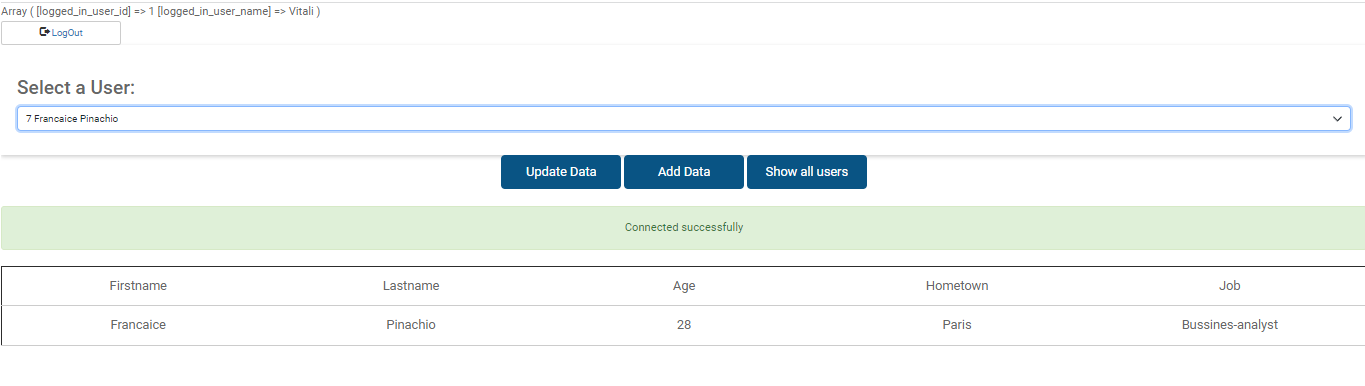 Array ( [logged_in_user_id] => 1 [logged_in_user_name] => Vitali )
LogOut
Select a User:
7 Francaice Pinachio
Update Data Add Data Show all users
Connected successfully
Firstname Lastname Age Hometown Job
Francaice Pinachio 28 Paris Bussines-analyst